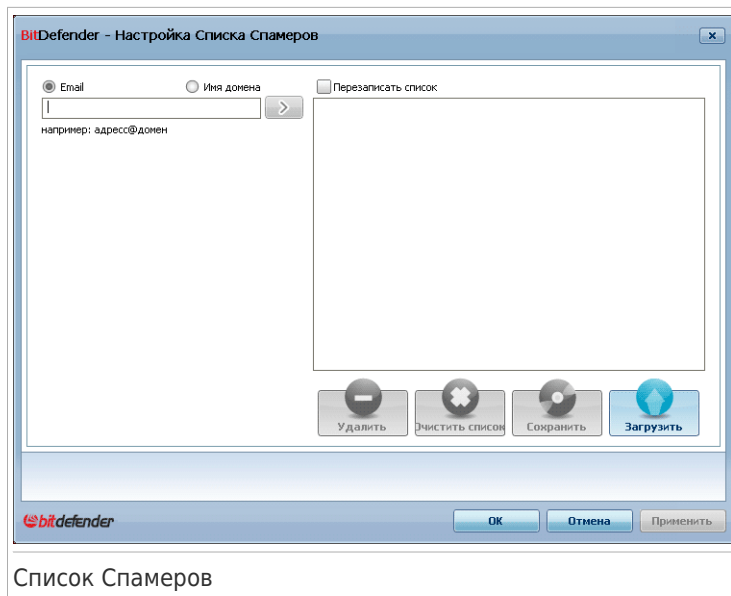 BitDefender - Настройка Списка Спамеров
Email Имя домена Перезаписать список
например: адресс@домен
Удалить Очистить список Сохранить Загрузить
bitdefender OK Отмена Применить
Список Спамеров